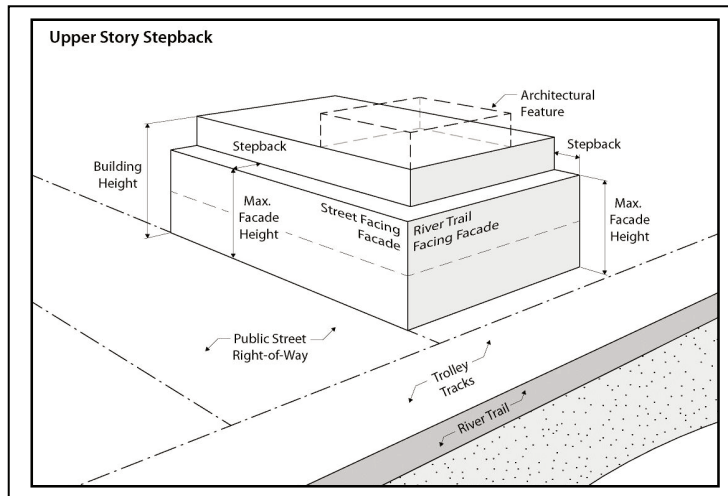 Upper Story Stepback
Architectural
Feature
Stepback
Stepback
Building
Height
Max.
Facade
Height
Street Facing
Facade
River Trail
Facing Facade
Max.
Facade
Height
Public Street
Right-of-Way
Trolley
Tracks
River Trail